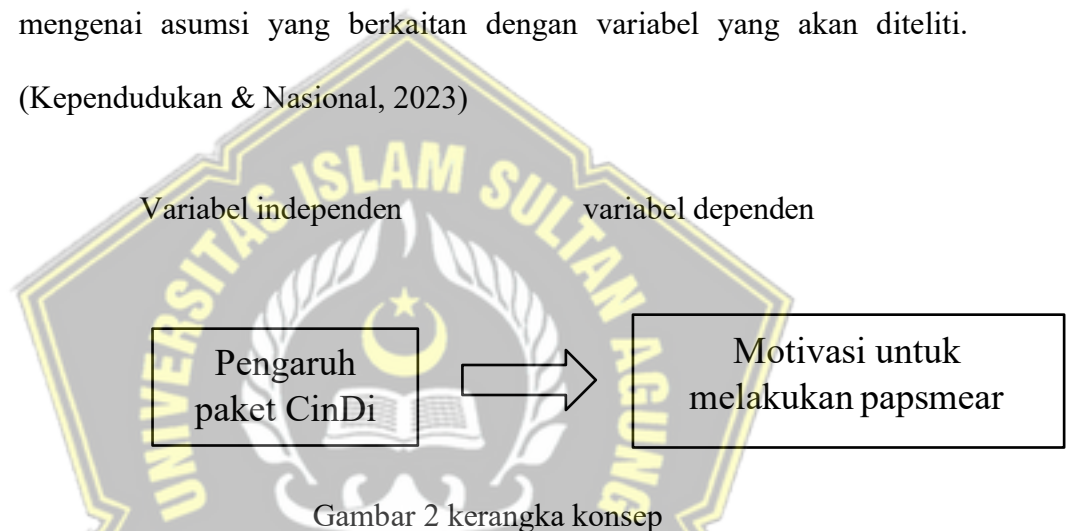 mengenai asumsi yang berkaitan dengan variabel yang akan diteliti.
(Kependudukan & Nasional, 2023)
UNIVERSITAS ISLAM SULTAN AGUNG
Variabel independen variabel dependen
Pengaruh
paket CinDi
Motivasi untuk
melakukan papsmear
Gambar 2 kerangka konsep